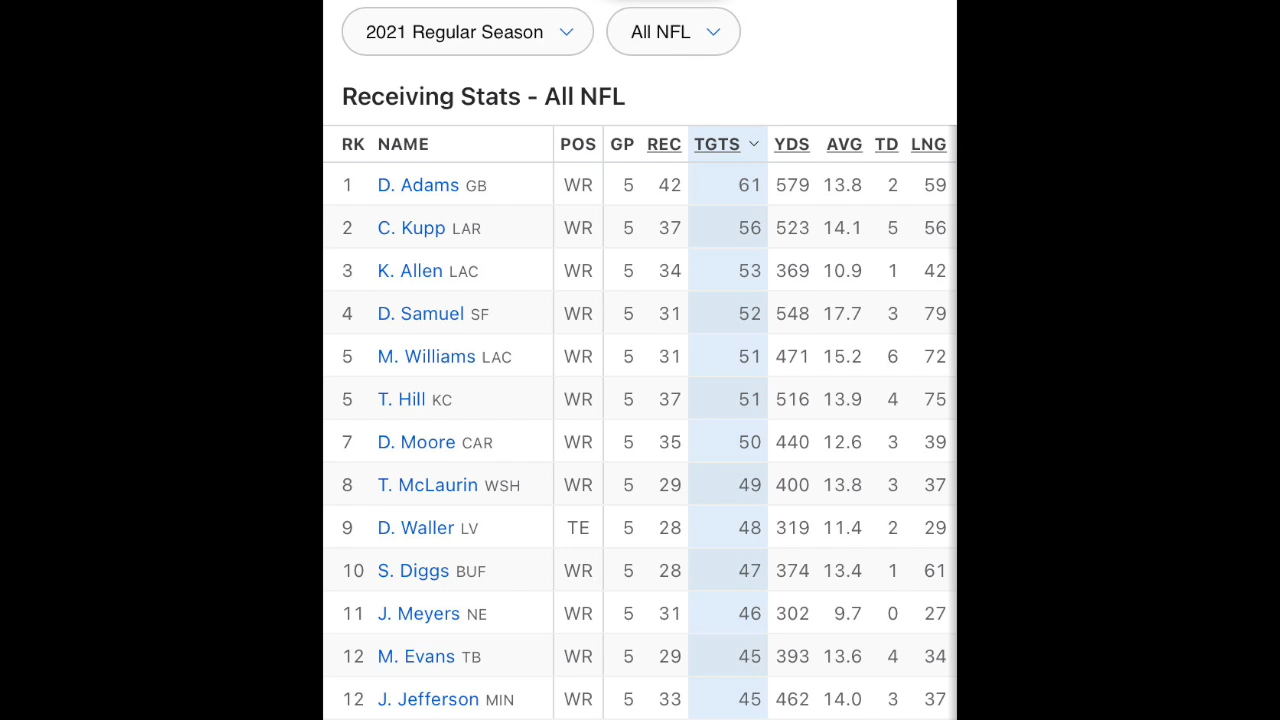 2021 Regular Season All NFL
Receiving Stats - All NFL
RK NAME POS GP REC TGTS YDS AVG TD LNG
1 D. Adams GB WR 5 42 61 579 13.8 2 59
2 C. Kupp LAR WR 5 37 56 523 14.1 5 56
3 K. Allen LAC WR 5 34 53 369 10.9 1 42
4 D. Samuel SF WR 5 31 52 548 17.7 3 79
5 M. Williams LAC WR 5 31 51 471 15.2 6 72
5 T. Hill KC WR 5 37 51 516 13.9 4 75
7 D. Moore CAR WR 5 35 50 440 12.6 3 39
8 T. McLaurin WSH WR 5 29 49 400 13.8 3 37
9 D. Waller LV TE 5 28 48 319 11.4 2 29
10 S. Diggs BUF WR 5 28 47 374 13.4 1 61
11 J. Meyers NE WR 5 31 46 302 9.7 0 27
12 M. Evans TB WR 5 29 45 393 13.6 4 34
12 J. Jefferson MIN WR 5 33 45 462 14.0 3 37